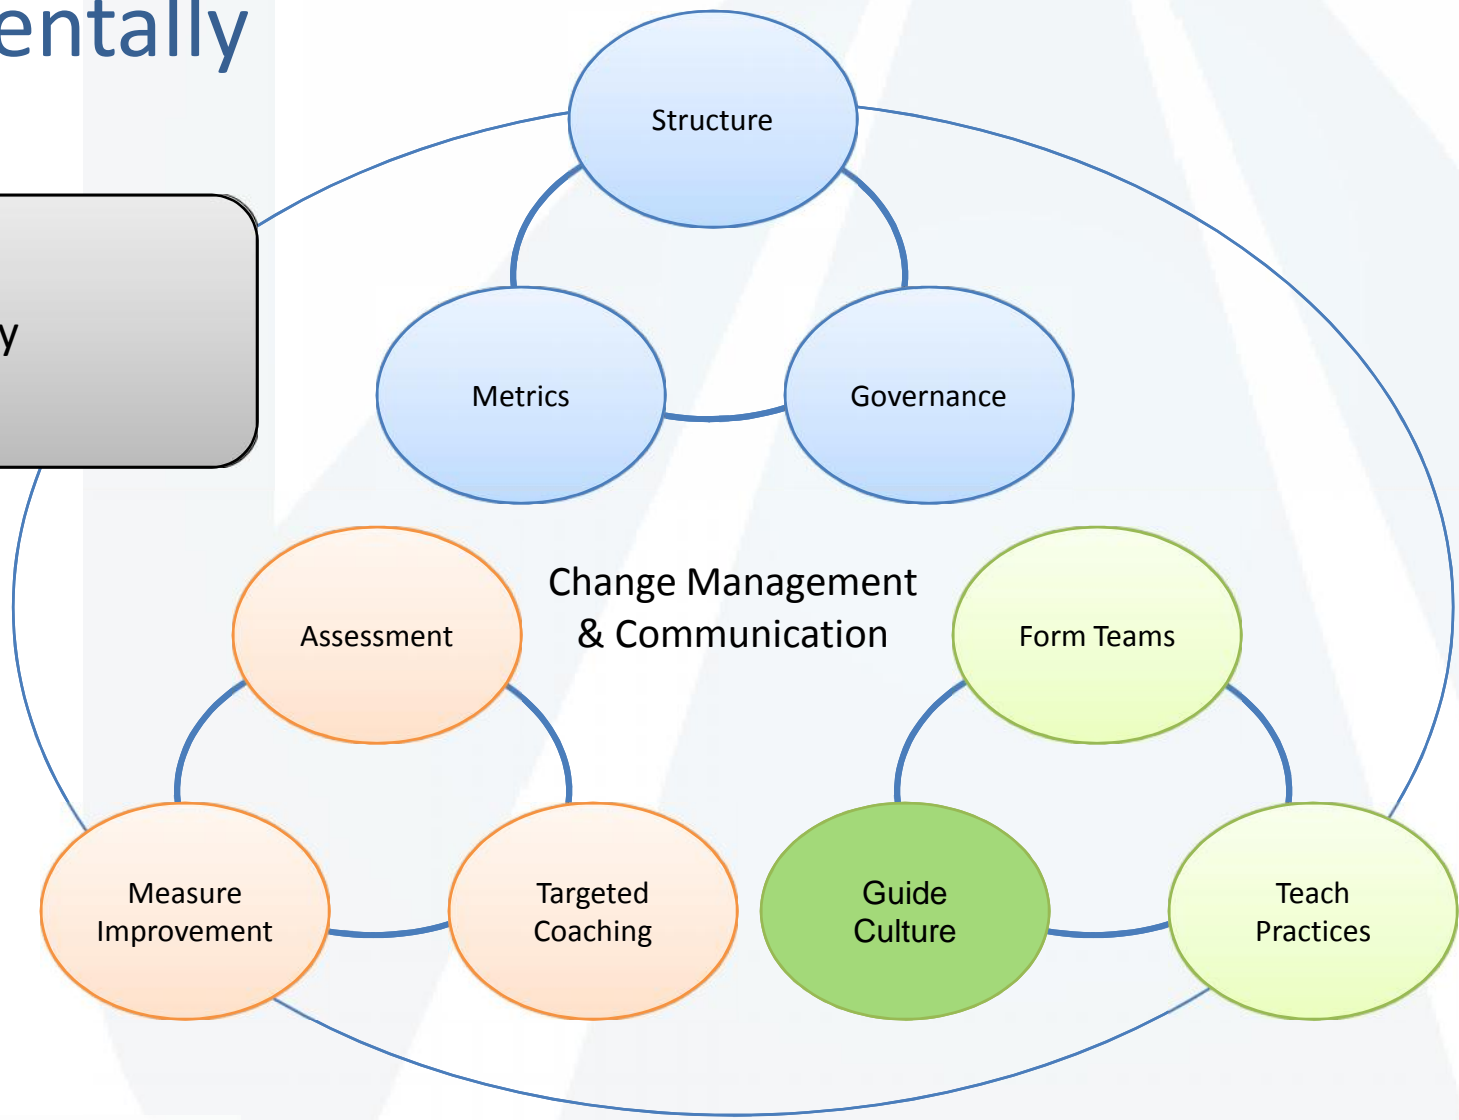 entally
Structure
y
Metrics
Governance
Change Management
& Communication
Assessment
Form Teams
Measure
Improvement
Targeted
Coaching
Guide
Culture
Teach
Practices